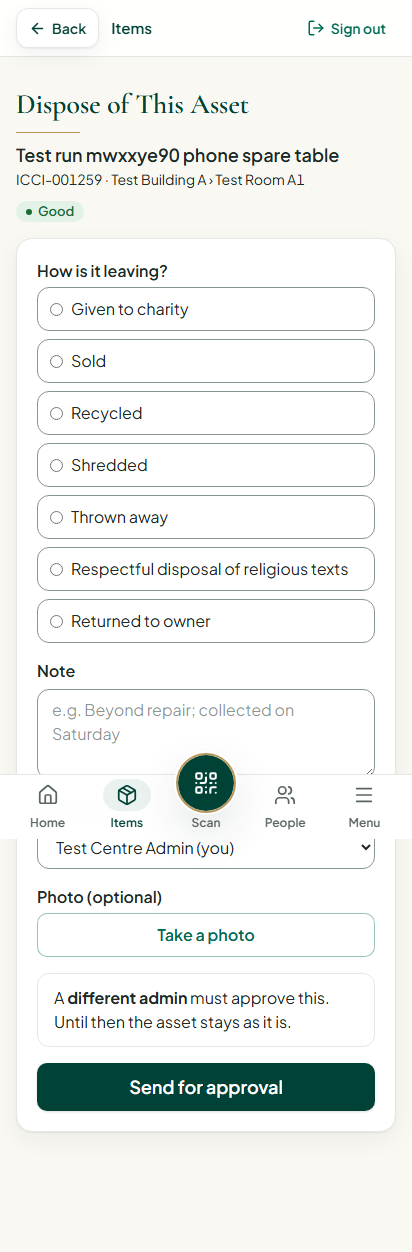 Back
Items
Sign out
Dispose of This Asset
Test run mwxxye90 phone spare table
ICCI-001259 · Test Building A › Test Room A1
Good
How is it leaving?
Given to charity
Sold
Recycled
Shredded
Thrown away
Respectful disposal of religious texts
Returned to owner
Note
e.g. Beyond repair; collected on
Saturday
Home
Items
Scan
People
Menu
Test Centre Admin (you)
Photo (optional)
Take a photo
A different admin must approve this.
Until then the asset stays as it is.
Send for approval